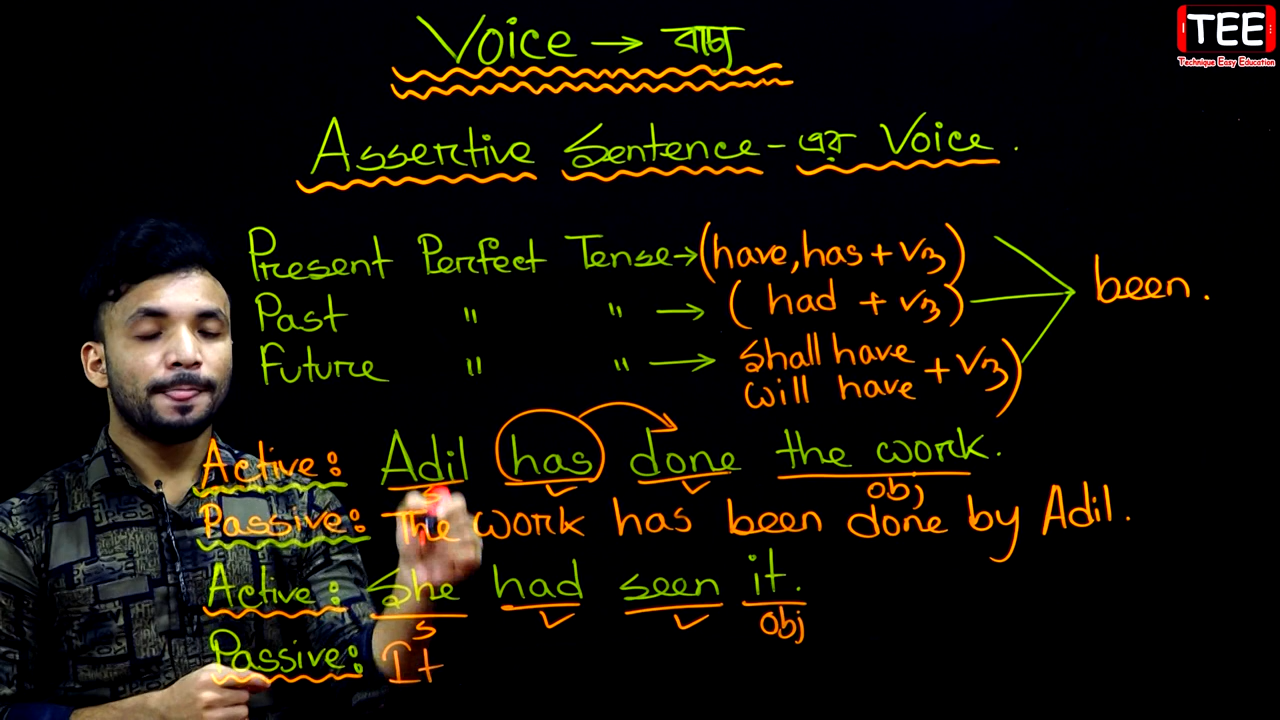 Voice → বাচ্য
TEE
Technique Easy Education
Assertive Sentence - এর Voice.
Present Perfect Tense → (have, has + V3)
Past " " → (had + V3)
been.
Future " " → shall have
will have + V3)
Active: Adil has done the work.
S V V obj
Passive: The work has been done by Adil.
Active: She had seen it.
S V V obj
Passive: It